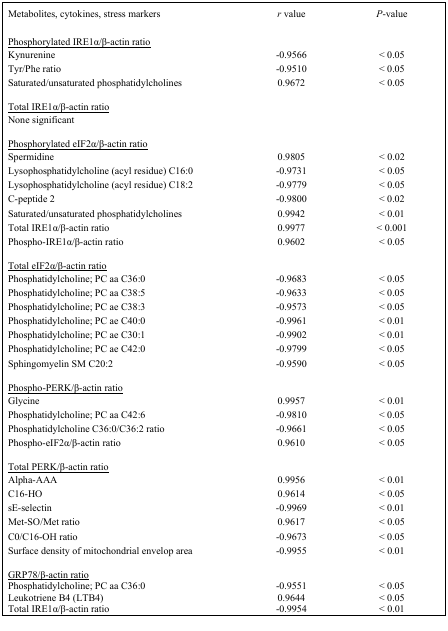 Metabolites, cytokines, stress markers r value P-value
Phosphorylated IRE1α/β-actin ratio
Kynurenine -0.9566 < 0.05
Tyr/Phe ratio -0.9510 < 0.05
Saturated/unsaturated phosphatidylcholines 0.9672 < 0.05
Total IRE1α/β-actin ratio
None significant
Phosphorylated eIF2α/β-actin ratio
Spermidine 0.9805 < 0.02
Lysophosphatidylcholine (acyl residue) C16:0 -0.9731 < 0.05
Lysophosphatidylcholine (acyl residue) C18:2 -0.9779 < 0.05
C-peptide 2 -0.9800 < 0.02
Saturated/unsaturated phosphatidylcholines 0.9942 < 0.01
Total IRE1α/β-actin ratio 0.9977 < 0.001
Phospho-IRE1α/β-actin ratio 0.9602 < 0.05
Total eIF2α/β-actin ratio
Phosphatidylcholine; PC aa C36:0 -0.9683 < 0.05
Phosphatidylcholine; PC aa C38:5 -0.9633 < 0.05
Phosphatidylcholine; PC ae C38:3 -0.9573 < 0.05
Phosphatidylcholine; PC ae C40:0 -0.9961 < 0.01
Phosphatidylcholine; PC ae C30:1 -0.9902 < 0.01
Phosphatidylcholine; PC ae C42:0 -0.9799 < 0.05
Sphingomyelin SM C20:2 -0.9590 < 0.05
Phospho-PERK/β-actin ratio
Glycine 0.9957 < 0.01
Phosphatidylcholine; PC aa C42:6 -0.9810 < 0.05
Phosphatidylcholine C36:0/C36:2 ratio -0.9661 < 0.05
Phospho-eIF2α/β-actin ratio 0.9610 < 0.05
Total PERK/β-actin ratio
Alpha-AAA 0.9956 < 0.01
C16-HO 0.9614 < 0.05
sE-selectin -0.9969 < 0.01
Met-SO/Met ratio 0.9617 < 0.05
C0/C16-OH ratio -0.9673 < 0.05
Surface density of mitochondrial envelop area -0.9955 < 0.01
GRP78/β-actin ratio
Phosphatidylcholine; PC aa C36:0 -0.9551 < 0.05
Leukotriene B4 (LTB4) 0.9644 < 0.05
Total IRE1α/β-actin ratio -0.9954 < 0.01